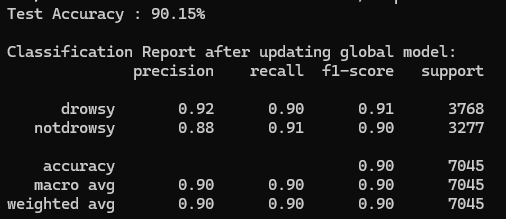 Test Accuracy : 90.15%
Classification Report after updating global model:
precision recall f1-score support
drowsy 0.92 0.90 0.91 3768
notdrowsy 0.88 0.91 0.90 3277
accuracy 0.90 7045
macro avg 0.90 0.90 0.90 7045
weighted avg 0.90 0.90 0.90 7045